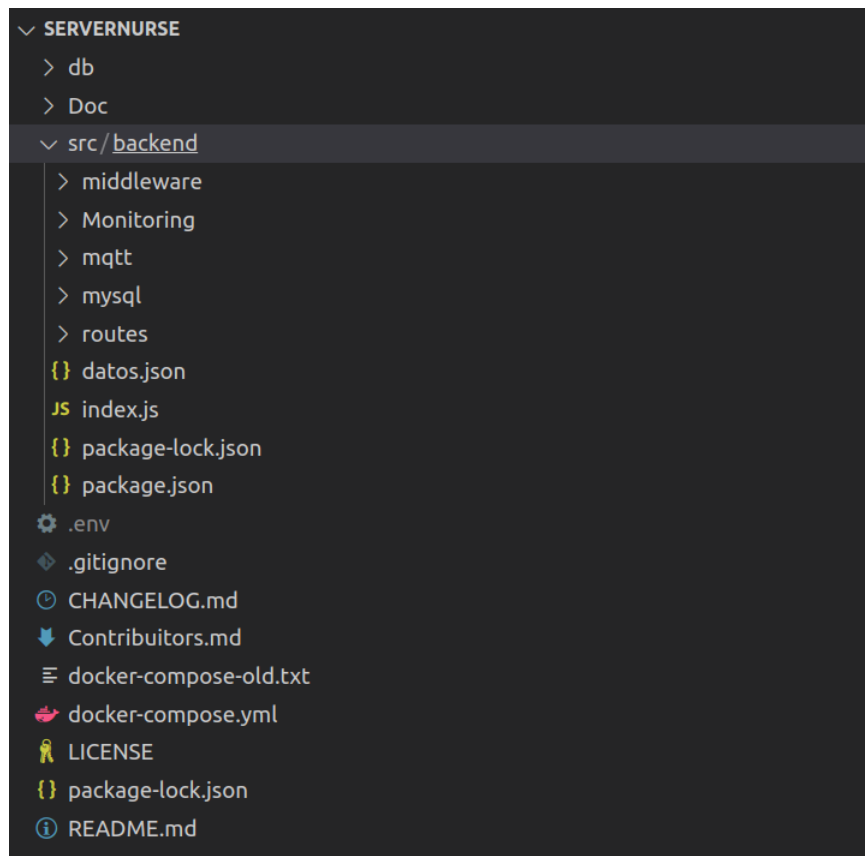 SERVERNURSE
db
Doc
src/backend
middleware
Monitoring
mqtt
mysql
routes
{} datos.json
JS index.js
{} package-lock.json
{} package.json
.env
.gitignore
CHANGELOG.md
Contribuitors.md
docker-compose-old.txt
docker-compose.yml
LICENSE
{} package-lock.json
README.md